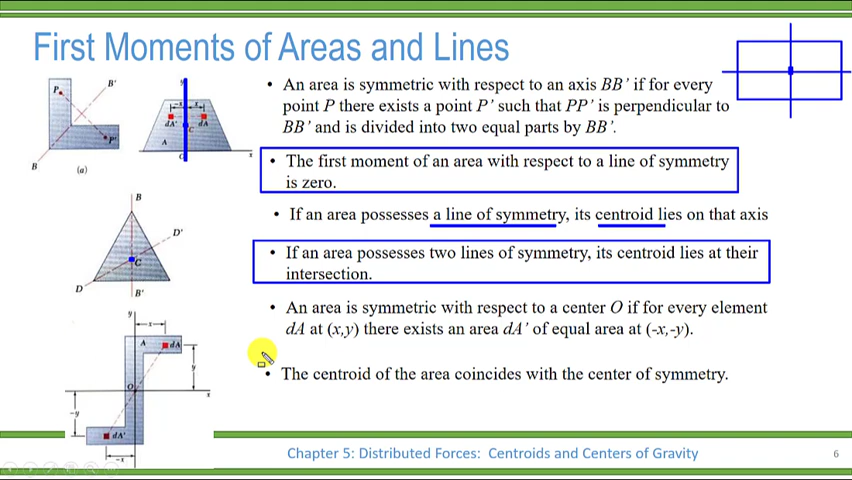 First Moments of Areas and Lines
• An area is symmetric with respect to an axis BB’ if for every
point P there exists a point P’ such that PP’ is perpendicular to
BB’ and is divided into two equal parts by BB’.
• The first moment of an area with respect to a line of symmetry
is zero.
• If an area possesses a line of symmetry, its centroid lies on that axis
• If an area possesses two lines of symmetry, its centroid lies at their
intersection.
• An area is symmetric with respect to a center O if for every element
dA at (x,y) there exists an area dA’ of equal area at (-x,-y).
• The centroid of the area coincides with the center of symmetry.
P
B'
P'
B
(a)
y
x
x
dA'
dA
C
A
x
B
D'
C
D
B'
y
x
A
dA
y
O
x
-y
dA'
-x
Chapter 5: Distributed Forces: Centroids and Centers of Gravity
6